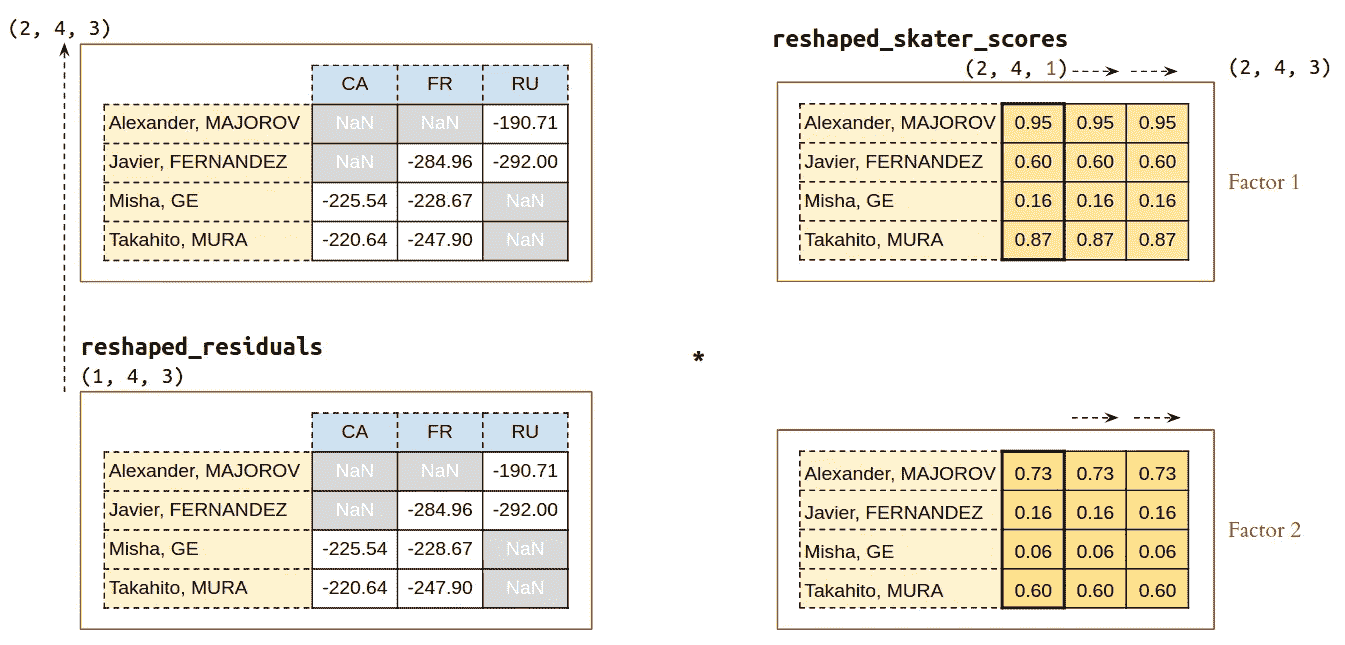 (2, 4, 3)
CA FR RU
Alexander, MAJOROV NaN NaN -190.71
Javier, FERNANDEZ NaN -284.96 -292.00
Misha, GE -225.54 -228.67 NaN
Takahito, MURA -220.64 -247.90 NaN
reshaped_skater_scores
(2, 4, 1) (2, 4, 3)
Alexander, MAJOROV 0.95 0.95 0.95
Javier, FERNANDEZ 0.60 0.60 0.60
Misha, GE 0.16 0.16 0.16
Takahito, MURA 0.87 0.87 0.87
Factor 1
reshaped_residuals
(1, 4, 3)
*
CA FR RU
Alexander, MAJOROV NaN NaN -190.71
Javier, FERNANDEZ NaN -284.96 -292.00
Misha, GE -225.54 -228.67 NaN
Takahito, MURA -220.64 -247.90 NaN
Alexander, MAJOROV 0.73 0.73 0.73
Javier, FERNANDEZ 0.16 0.16 0.16
Misha, GE 0.06 0.06 0.06
Takahito, MURA 0.60 0.60 0.60
Factor 2